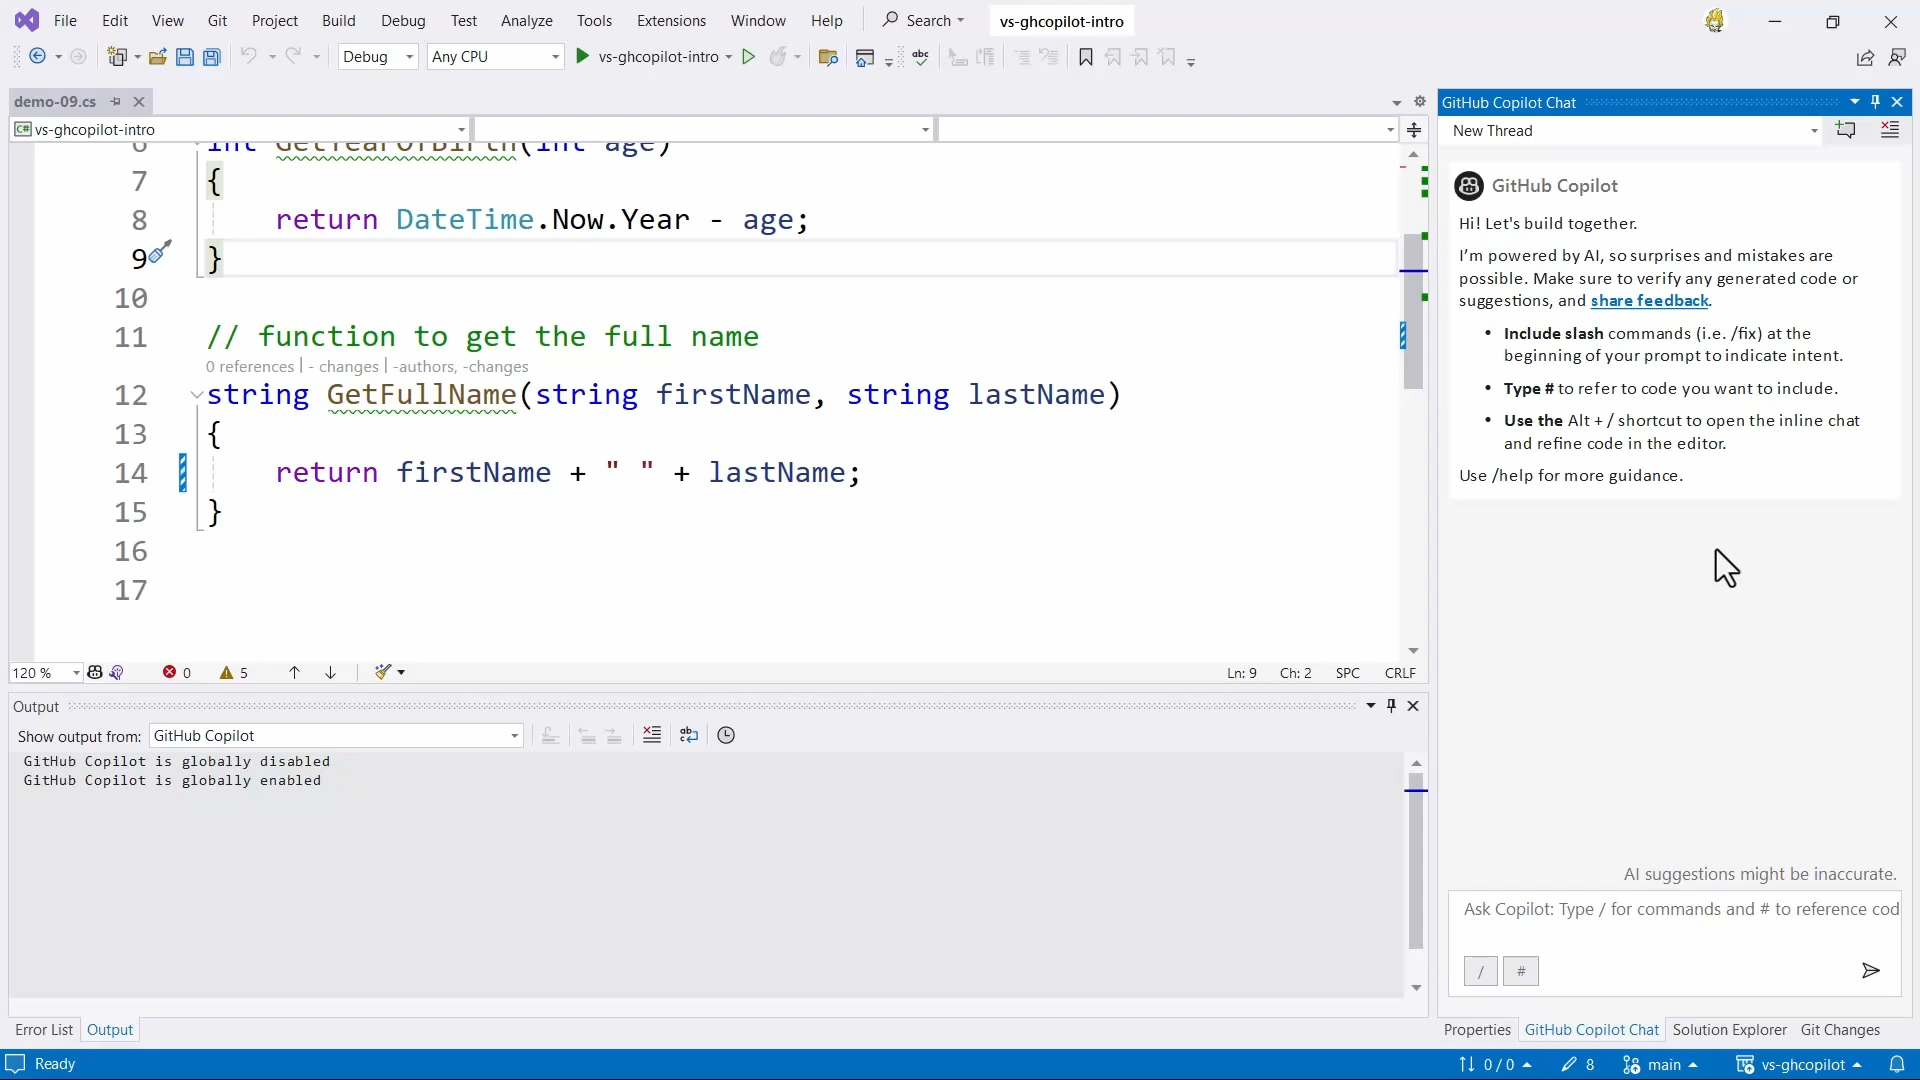 File Edit View Git Project Build Debug Test Analyze Tools Extensions Window Help Search vs-ghcopilot-intro
Debug Any CPU vs-ghcopilot-intro abc
demo-09.cs
C# vs-ghcopilot-intro
6 int GetYearOfBirth(int age)
7 {
8 return DateTime.Now.Year - age;
9 }
10
11 // function to get the full name
0 references | - changes | -authors, -changes
12 string GetFullName(string firstName, string lastName)
13 {
14 return firstName + " " + lastName;
15 }
16
17
120 % 0 5 Ln: 9 Ch: 2 SPC CRLF
Output
Show output from: GitHub Copilot
GitHub Copilot is globally disabled
GitHub Copilot is globally enabled
Error List Output
GitHub Copilot Chat
New Thread
GitHub Copilot
Hi! Let's build together.
I'm powered by AI, so surprises and mistakes are
possible. Make sure to verify any generated code or
suggestions, and share feedback.
• Include slash commands (i.e. /fix) at the
beginning of your prompt to indicate intent.
• Type # to refer to code you want to include.
• Use the Alt + / shortcut to open the inline chat
and refine code in the editor.
Use /help for more guidance.
AI suggestions might be inaccurate.
Ask Copilot: Type / for commands and # to reference cod
/ #
Properties GitHub Copilot Chat Solution Explorer Git Changes
Ready 0 / 0 8 main vs-ghcopilot